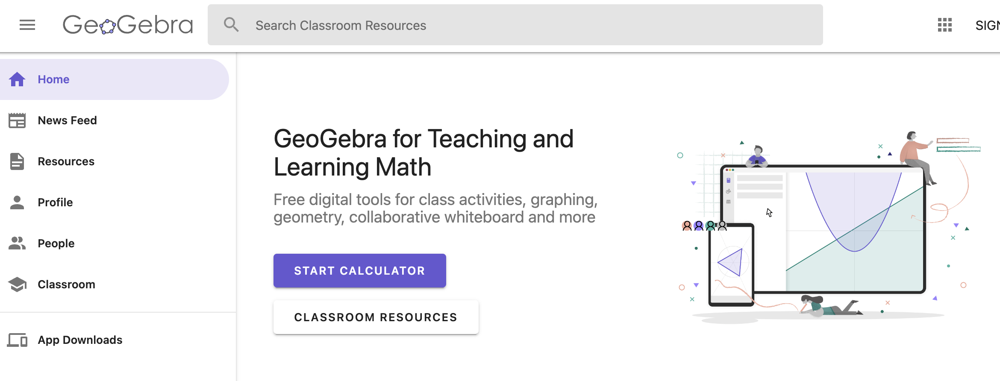 GeoGebra
Search Classroom Resources
SIGN
Home
News Feed
Resources
Profile
People
Classroom
App Downloads
GeoGebra for Teaching and
Learning Math
Free digital tools for class activities, graphing,
geometry, collaborative whiteboard and more
START CALCULATOR
CLASSROOM RESOURCES